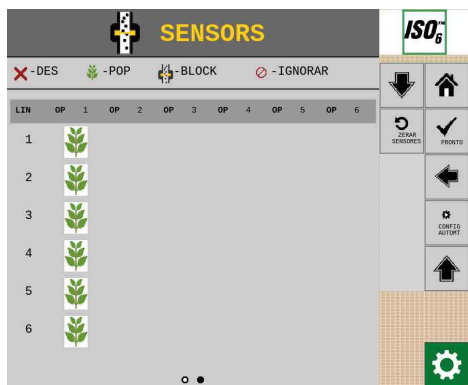 SENSORS
ISO™6
-DES -POP -BLOCK -IGNORAR
LIN OP 1 OP 2 OP 3 OP 4 OP 5 OP 6
1
2
3
4
5
6
ZERAR
SENSORES
PRONTO
CONFIG
AUTOMT